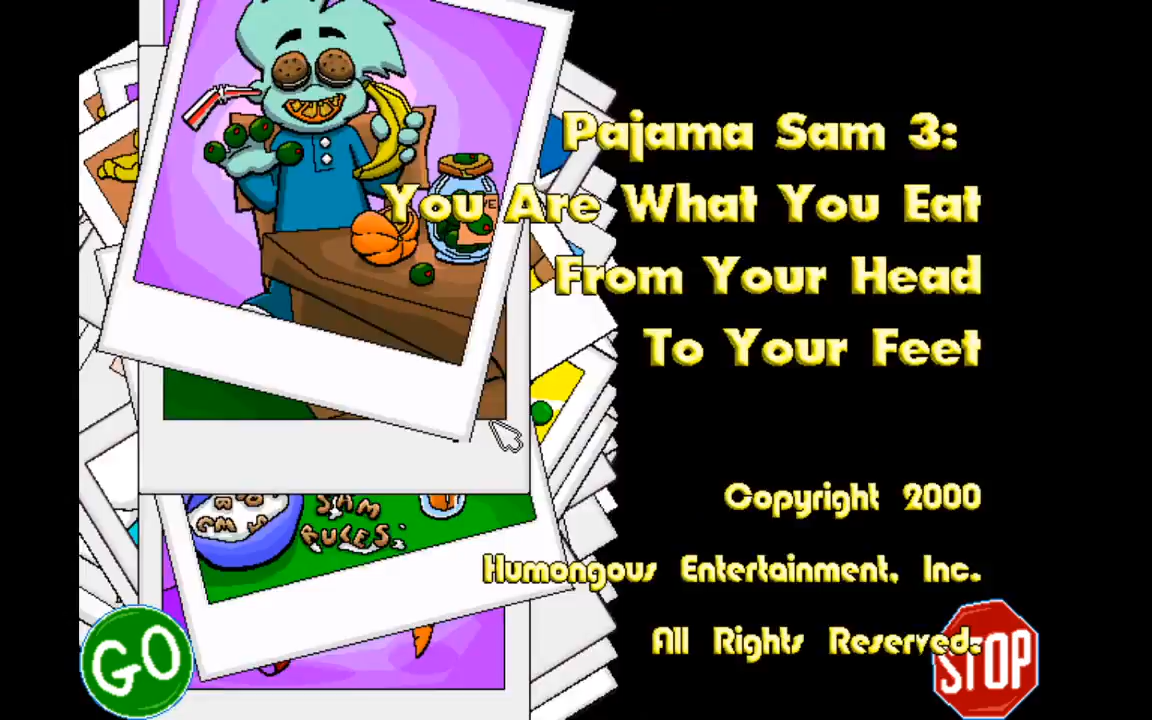 Pajama Sam 3:
You Are What You Eat
From Your Head
To Your Feet
SAM
RULES.
Copyright 2000
Humongous Entertainment, Inc.
All Rights Reserved.
GO
STOP